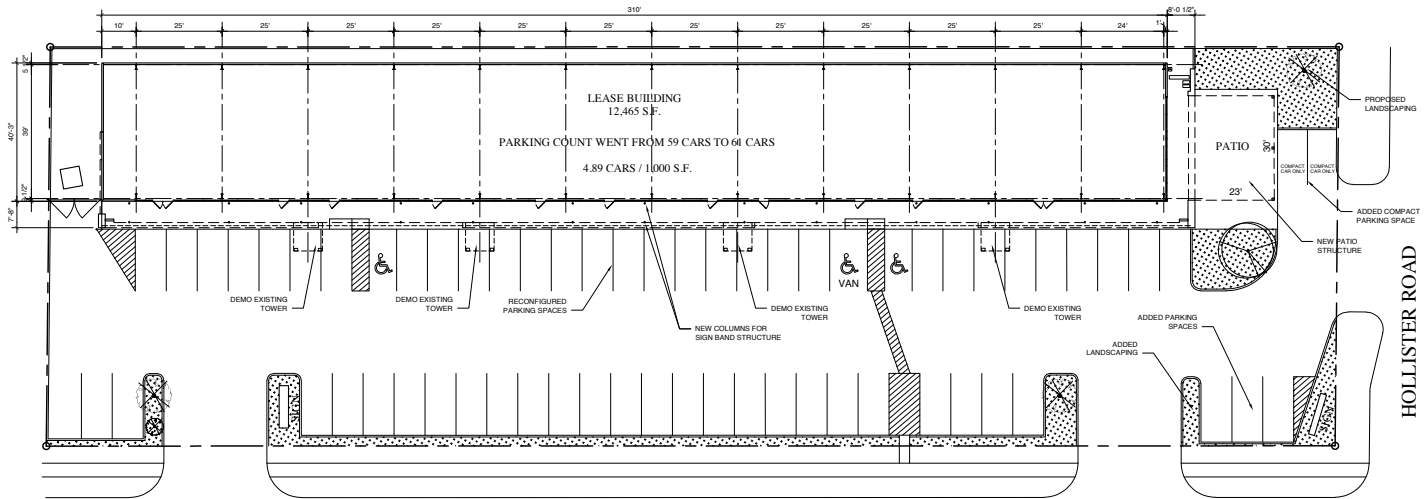 310'
8'-0 1/2"
10'
25'
25'
25'
25'
25'
25'
25'
25'
25'
25'
25'
24'
1'
5 1/2"
39'
40'-3"
7'-8"
LEASE BUILDING
12,465 S.F.
PARKING COUNT WENT FROM 59 CARS TO 61 CARS
4.89 CARS / 1,000 S.F.
PROPOSED
LANDSCAPING
PATIO
30'
23'
COMPACT
CAR ONLY
COMPACT
CAR ONLY
ADDED COMPACT
PARKING SPACE
NEW PATIO
STRUCTURE
HOLLISTER ROAD
VAN
DEMO EXISTING
TOWER
DEMO EXISTING
TOWER
RECONFIGURED
PARKING SPACES
NEW COLUMNS FOR
SIGN BAND STRUCTURE
DEMO EXISTING
TOWER
DEMO EXISTING
TOWER
ADDED PARKING
SPACES
ADDED
LANDSCAPING
SIGN
SIGN